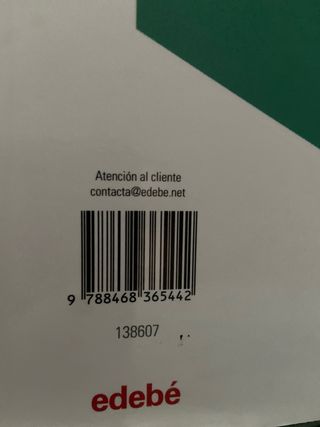 Atención al cliente
contacta@edebe.net
9 788468 365442
138607
edebé